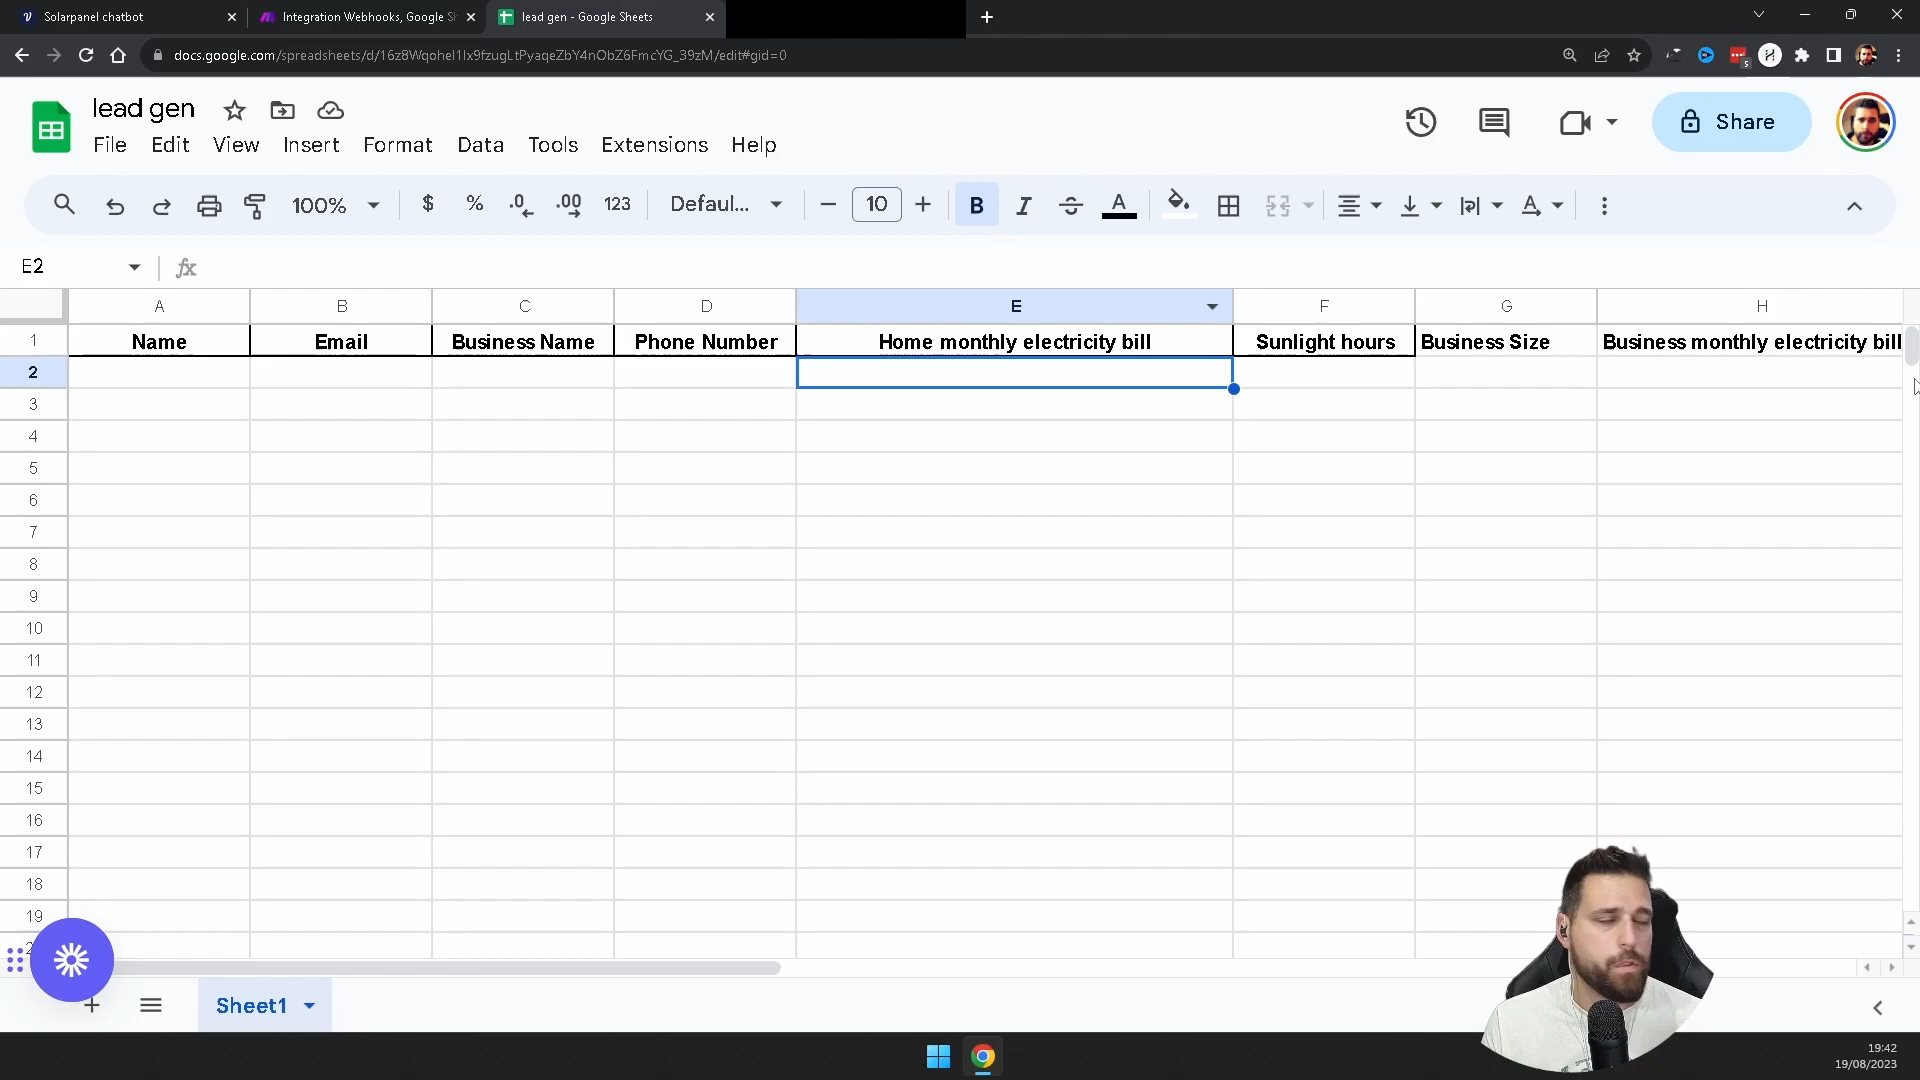 Solarpanel chatbot
Integration Webhooks, Google Sh
lead gen - Google Sheets
docs.google.com/spreadsheets/d/16z8Wqohel1Ix9fzugLtPyaqeZbY4nObZ6FmcYG_39zM/edit#gid=0
lead gen
File Edit View Insert Format Data Tools Extensions Help
Share
100% $ % .0 .00 123 Defaul... 10 B I S A
E2 fx
A B C D E F G H
1 Name Email Business Name Phone Number Home monthly electricity bill Sunlight hours Business Size Business monthly electricity bill
2
3
4
5
6
7
8
9
10
11
12
13
14
15
16
17
18
19
Sheet1
19:42
19/08/2023